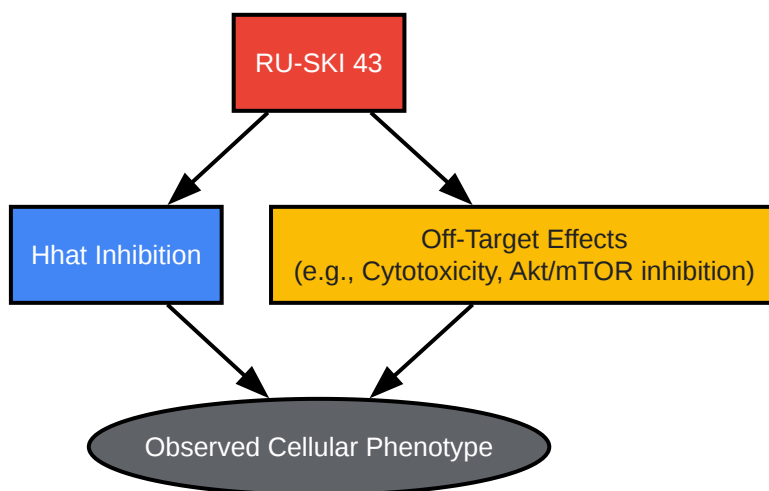 RU-SKI 43
Hhat Inhibition
Off-Target Effects
(e.g., Cytotoxicity, Akt/mTOR inhibition)
Observed Cellular Phenotype